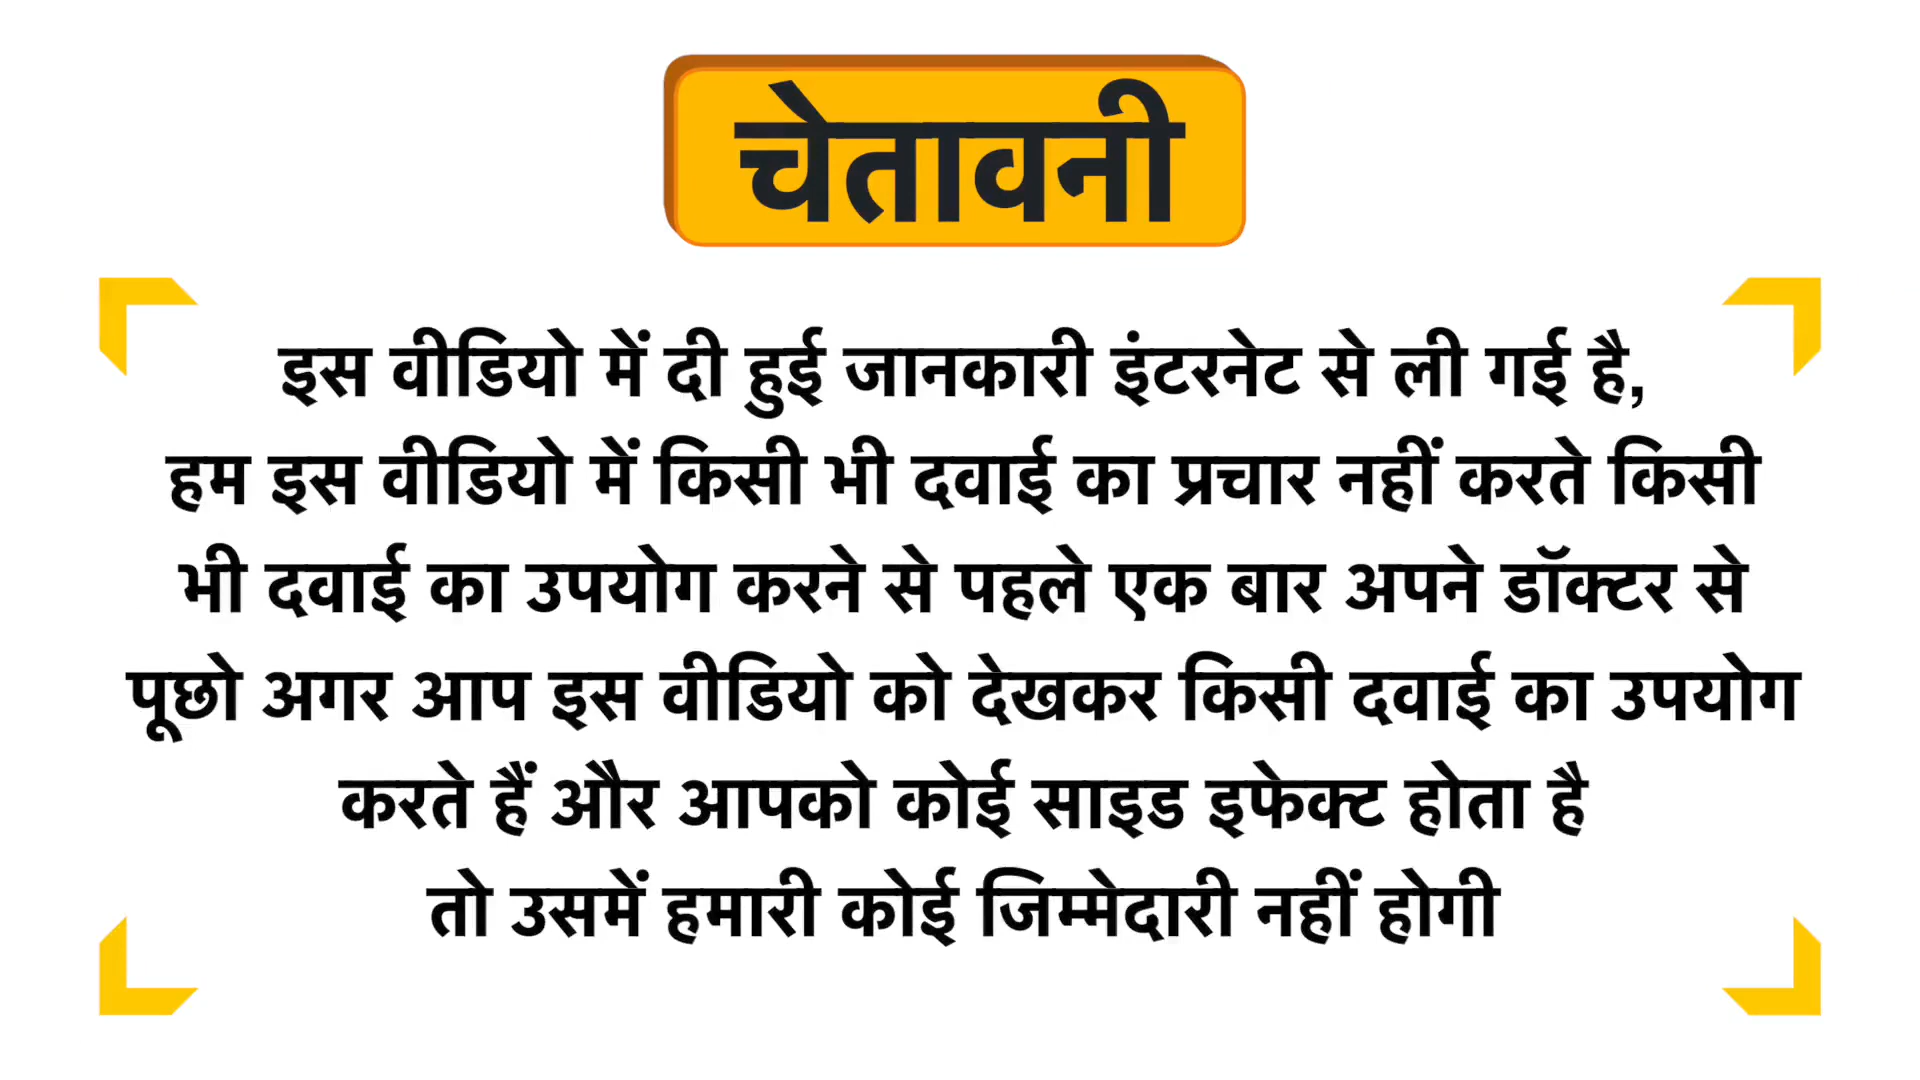 चेतावनी
इस वीडियो में दी हुई जानकारी इंटरनेट से ली गई है,
हम इस वीडियो में किसी भी दवाई का प्रचार नहीं करते किसी
भी दवाई का उपयोग करने से पहले एक बार अपने डॉक्टर से
पूछो अगर आप इस वीडियो को देखकर किसी दवाई का उपयोग
करते हैं और आपको कोई साइड इफेक्ट होता है
तो उसमें हमारी कोई जिम्मेदारी नहीं होगी